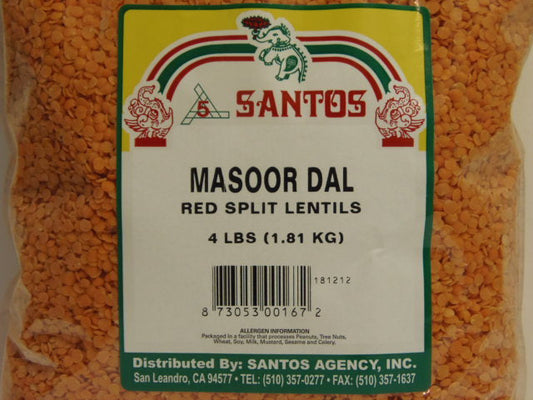 5 SANTOS
MASOOR DAL
RED SPLIT LENTILS
4 LBS (1.81 KG)
181212
8 73053 00167 2
ALLERGEN INFORMATION
Packaged in a facility that processes Peanuts, Tree Nuts,
Wheat, Soy, Milk, Mustard, Sesame and Celery.
Distributed By: SANTOS AGENCY, INC.
San Leandro, CA 94577 • TEL: (510) 357-0277 • FAX: (510) 357-1637